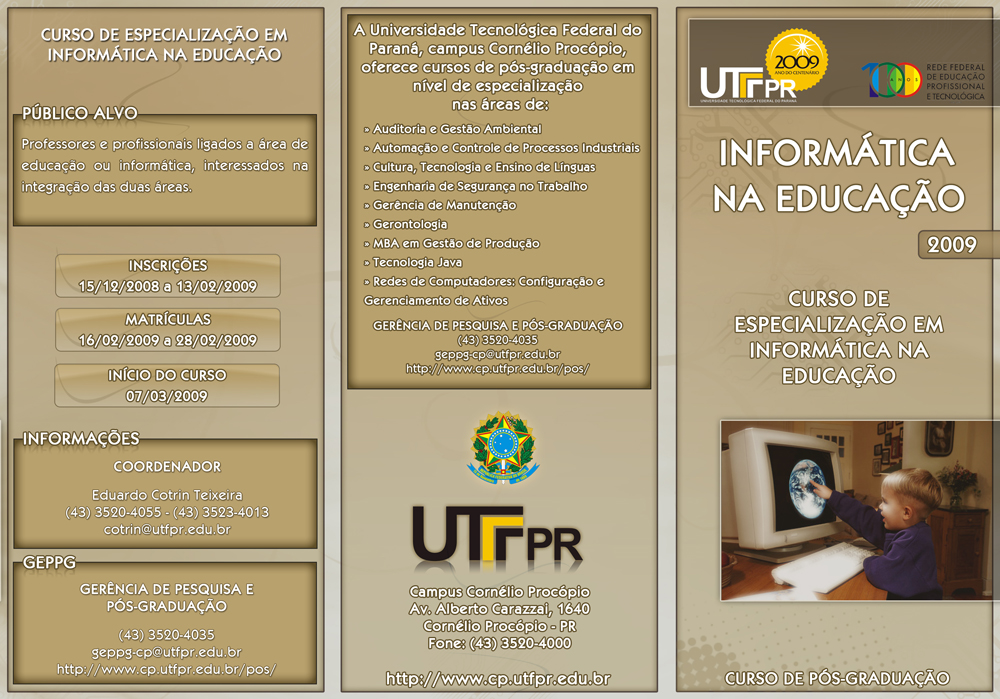 CURSO DE ESPECIALIZAÇÃO EM
INFORMÁTICA NA EDUCAÇÃO
PÚBLICO ALVO
Professores e profissionais ligados a área de
educação ou informática, interessados na
integração das duas áreas.
INSCRIÇÕES
15/12/2008 a 13/02/2009
MATRÍCULAS
16/02/2009 a 28/02/2009
INÍCIO DO CURSO
07/03/2009
INFORMAÇÕES
COORDENADOR
Eduardo Cotrin Teixeira
(43) 3520-4055 - (43) 3523-4013
cotrin@utfpr.edu.br
GEPPG
GERÊNCIA DE PESQUISA E
PÓS-GRADUAÇÃO
(43) 3520-4035
geppg-cp@utfpr.edu.br
http://www.cp.utfpr.edu.br/pos/
A Universidade Tecnológica Federal do
Paraná, campus Cornélio Procópio,
oferece cursos de pós-graduação em
nível de especialização
nas áreas de:
» Auditoria e Gestão Ambiental
» Automação e Controle de Processos Industriais
» Cultura, Tecnologia e Ensino de Línguas
» Engenharia de Segurança no Trabalho
» Gerência de Manutenção
» Gerontologia
» MBA em Gestão de Produção
» Tecnologia Java
» Redes de Computadores: Configuração e
Gerenciamento de Ativos
GERÊNCIA DE PESQUISA E PÓS-GRADUAÇÃO
(43) 3520-4035
geppg-cp@utfpr.edu.br
http://www.cp.utfpr.edu.br/pos/
UTFPR
Campus Cornélio Procópio
Av. Alberto Carazzai, 1640
Cornélio Procópio - PR
Fone: (43) 3520-4000
http://www.cp.utfpr.edu.br
2009
ANO DO CENTENÁRIO
UTFPR
UNIVERSIDADE TECNOLÓGICA FEDERAL DO PARANÁ
100
ANOS
REDE FEDERAL
DE EDUCAÇÃO
PROFISSIONAL
E TECNOLÓGICA
INFORMÁTICA
NA EDUCAÇÃO
2009
CURSO DE
ESPECIALIZAÇÃO EM
INFORMÁTICA NA
EDUCAÇÃO
CURSO DE PÓS-GRADUAÇÃO